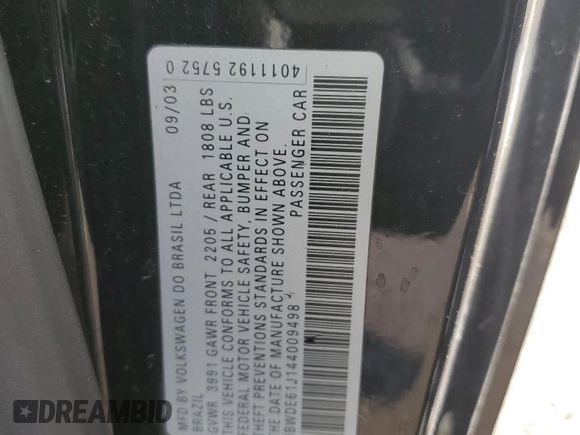 4011192 5752 0
09/03
MFD BY VOLKSWAGEN DO BRASIL LTDA
BRAZIL
GVWR 3991 GAWR FRONT 2205 / REAR 1808 LBS
THIS VEHICLE CONFORMS TO ALL APPLICABLE U.S.
FEDERAL MOTOR VEHICLE SAFETY, BUMPER AND
THEFT PREVENTIONS STANDARDS IN EFFECT ON
THE DATE OF MANUFACTURE SHOWN ABOVE.
9BWDE61J144009498 PASSENGER CAR
DREAMBID